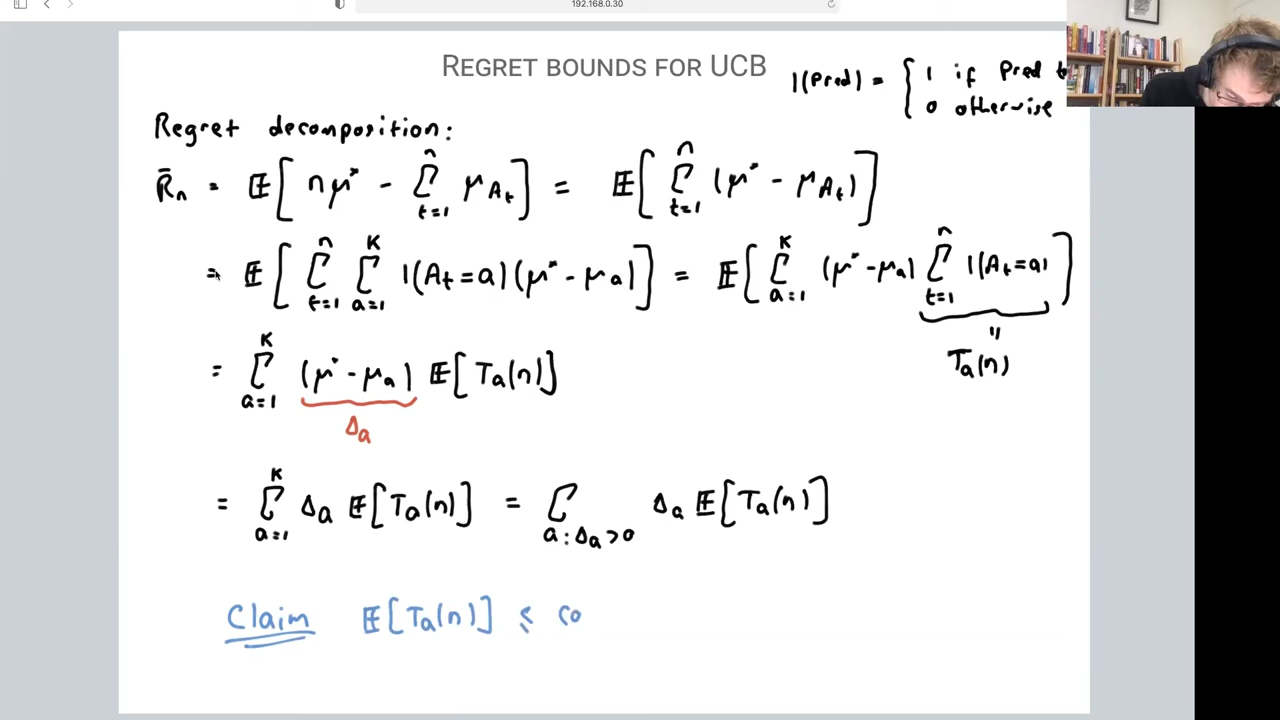 192.168.0.30
REGRET BOUNDS FOR UCB
1(Pred) = { 1 if Pred
0 otherwise
Regret decomposition:
R̄ₙ = 𝔼[ nμ* - Σ_{t=1}^{n} μ_{A_t} ] = 𝔼[ Σ_{t=1}^{n} (μ* - μ_{A_t}) ]
= 𝔼[ Σ_{t=1}^{n} Σ_{a=1}^{K} 1(A_t=a)(μ* - μ_a) ] = 𝔼[ Σ_{a=1}^{K} (μ* - μ_a) Σ_{t=1}^{n} 1(A_t=a) ]
= Σ_{a=1}^{K} (μ* - μ_a) 𝔼[T_a(n)]
" T_a(n)
Δ_a
= Σ_{a=1}^{K} Δ_a 𝔼[T_a(n)] = Σ_{a:Δ_a>0} Δ_a 𝔼[T_a(n)]
Claim 𝔼[T_a(n)] ≤ co